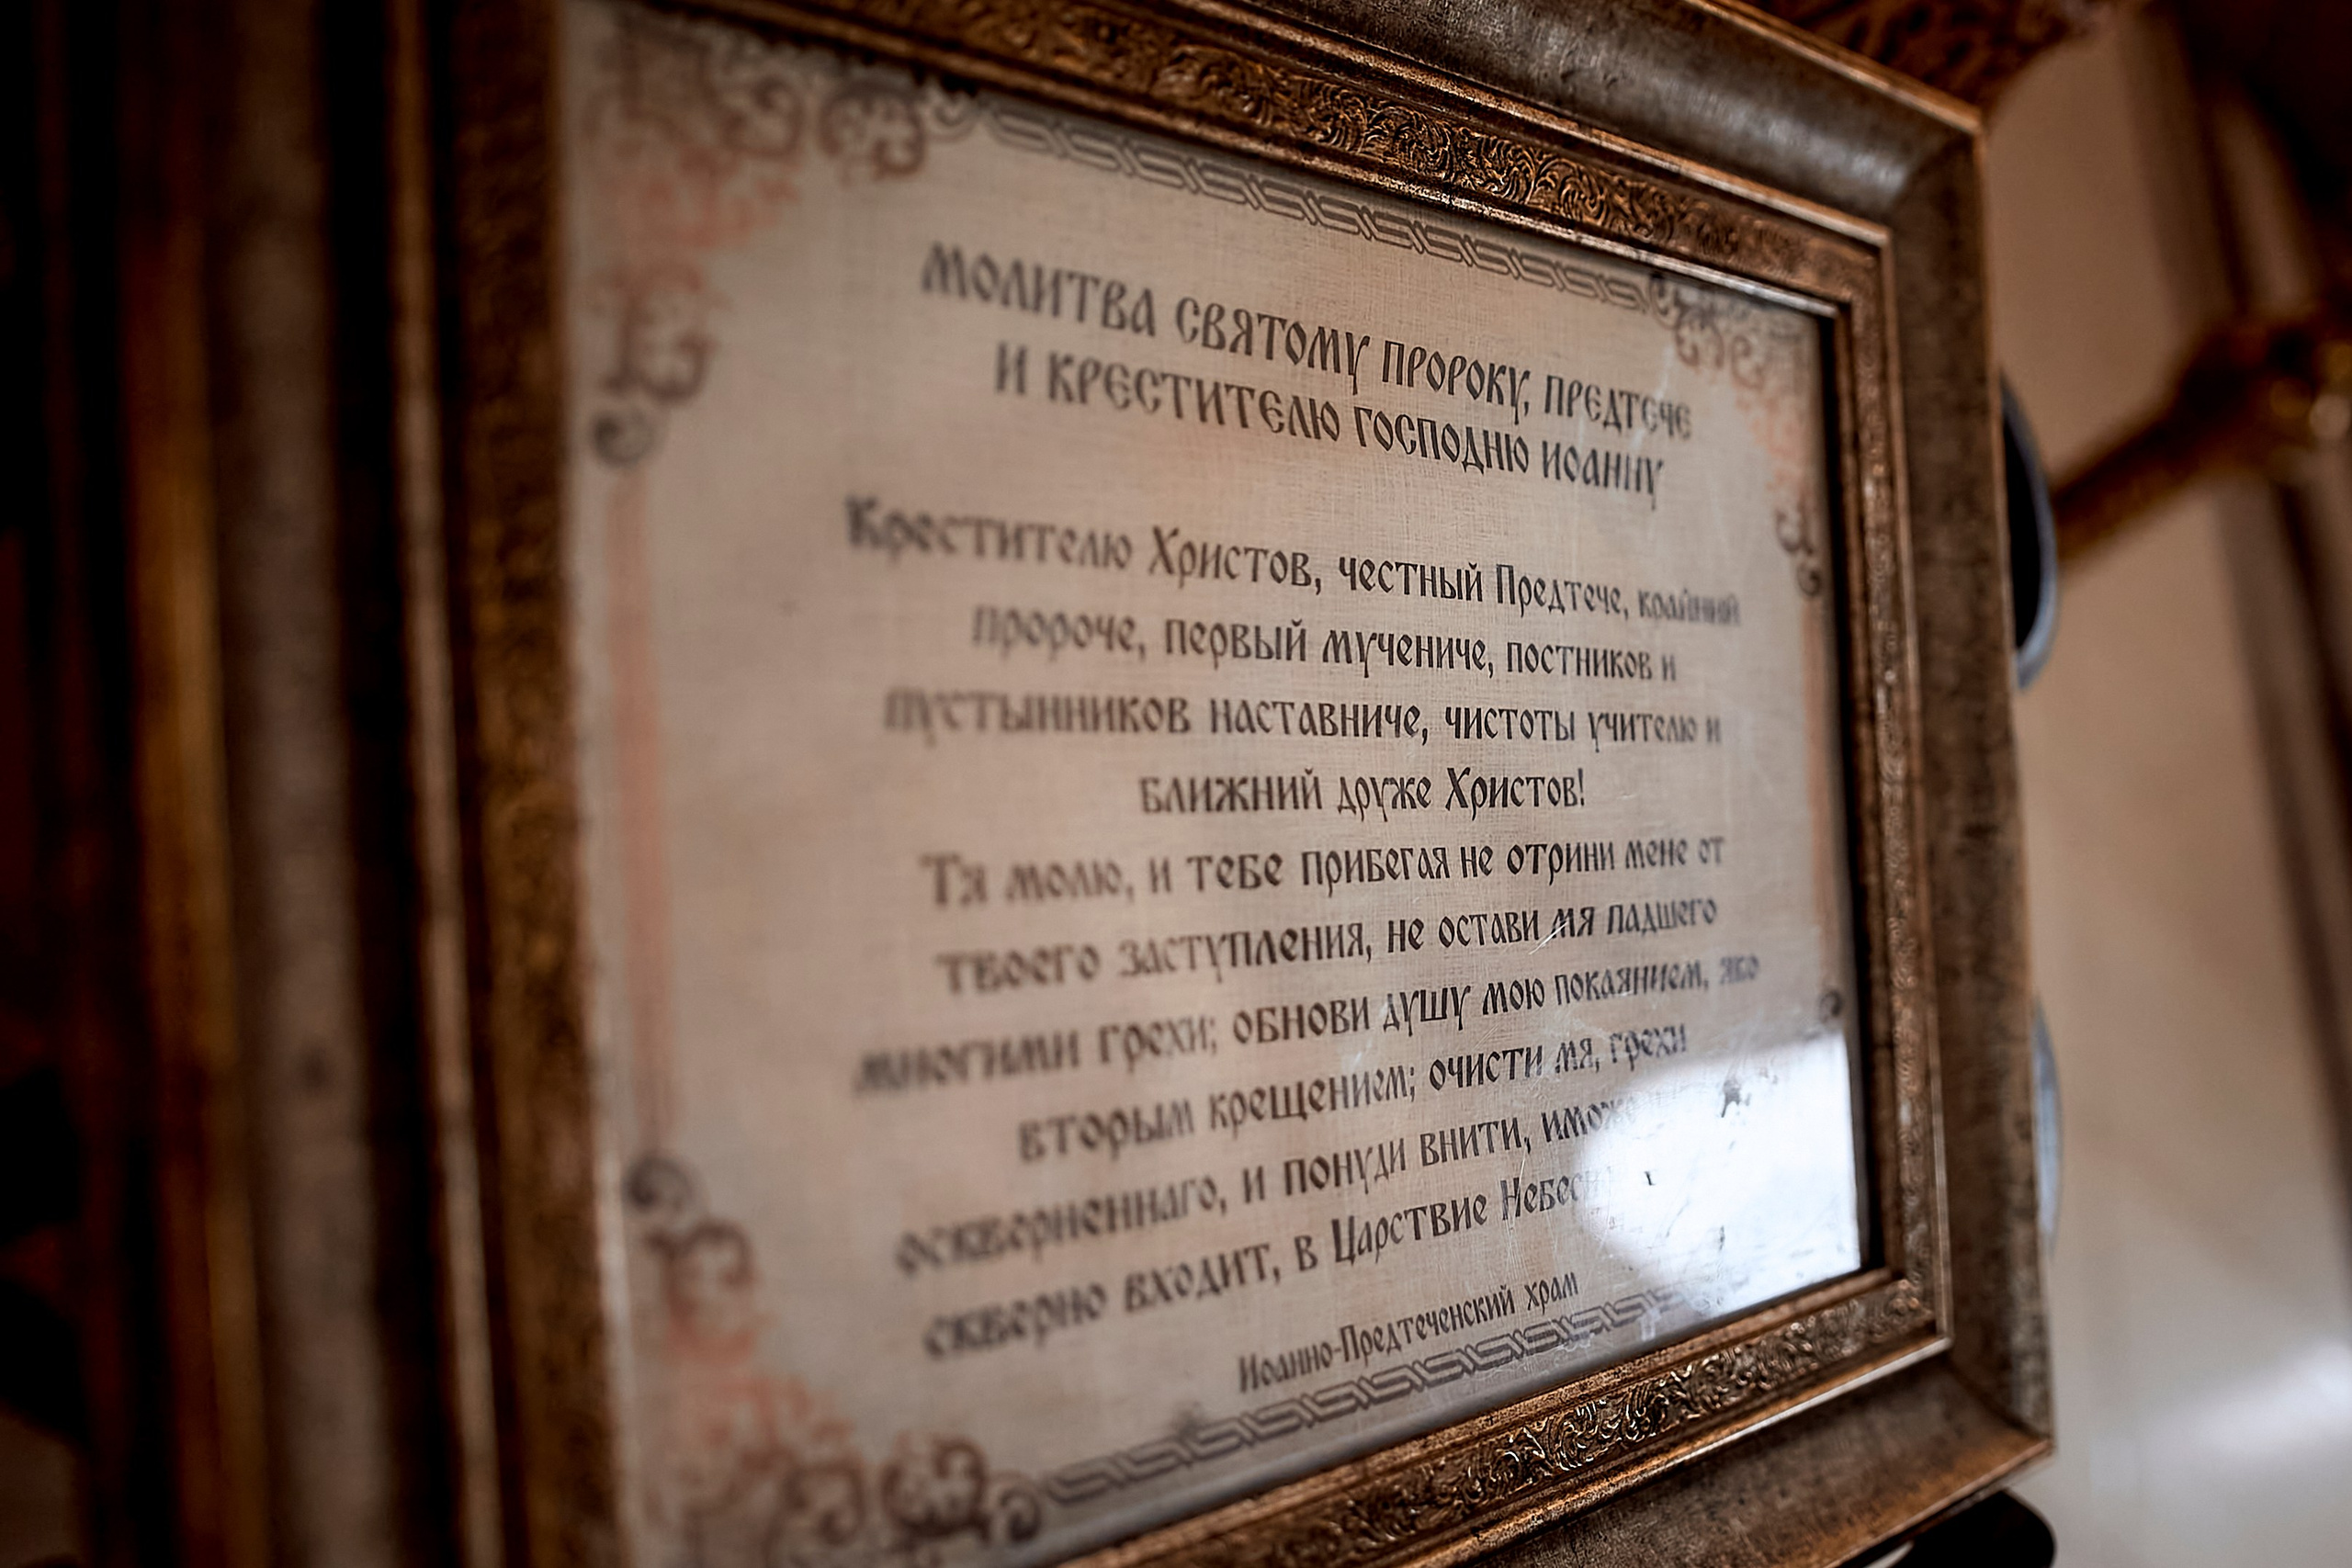 МОЛИТВА СВЯТОМУ ПРОРОКУ, ПРЕДТЕЧЕ
И КРЕСТИТЕЛЮ ГОСПОДНЮ ИОАННУ
Крестителю Христов, честный Предтече, крайний
пророче, первый мучениче, постников и
пустынников наставниче, чистоты учителю и
ближний друже Христов!
Тя молю, и тебе прибегая не отрини мене от
твоего заступления, не остави мя падшего
многими грехи; обнови душу мою покаянием, яко
вторым крещением; очисти мя, грехи
оскверненнаго, и понуди внити,
скверно входит, в Царствие
Иоанно-Предтеченский храм